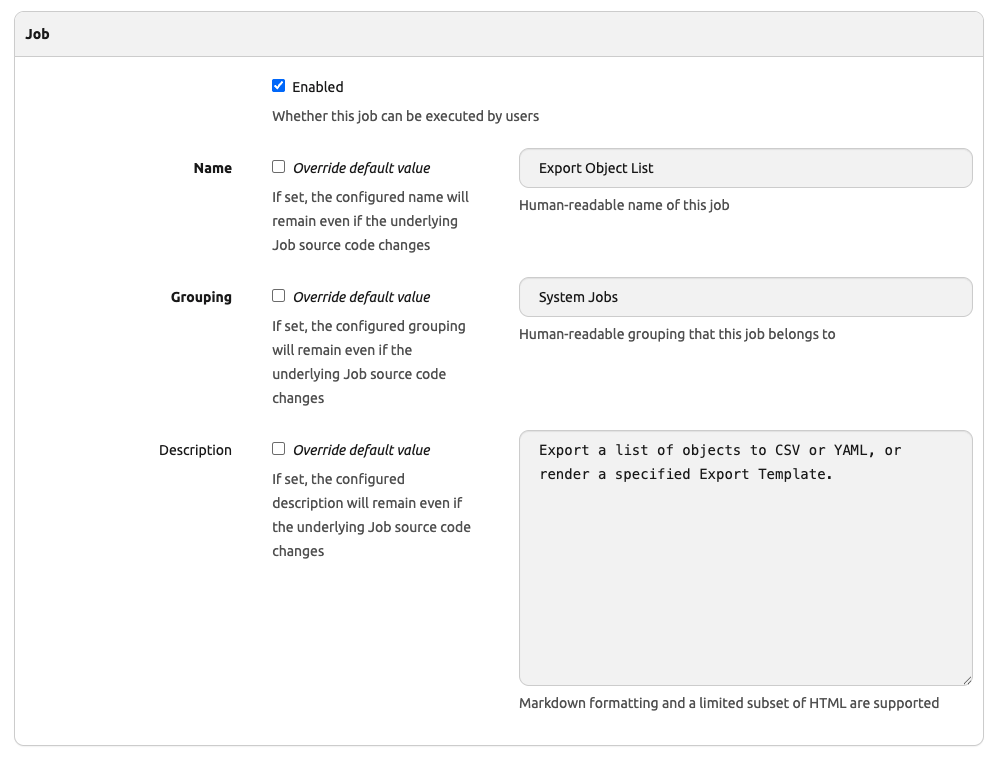 Job
Enabled
Whether this job can be executed by users
Name
Override default value
If set, the configured name will
remain even if the underlying
Job source code changes
Export Object List
Human-readable name of this job
Grouping
Override default value
If set, the configured grouping
will remain even if the
underlying Job source code
changes
System Jobs
Human-readable grouping that this job belongs to
Description
Override default value
If set, the configured
description will remain even if
the underlying Job source code
changes
Export a list of objects to CSV or YAML, or
render a specified Export Template.
Markdown formatting and a limited subset of HTML are supported